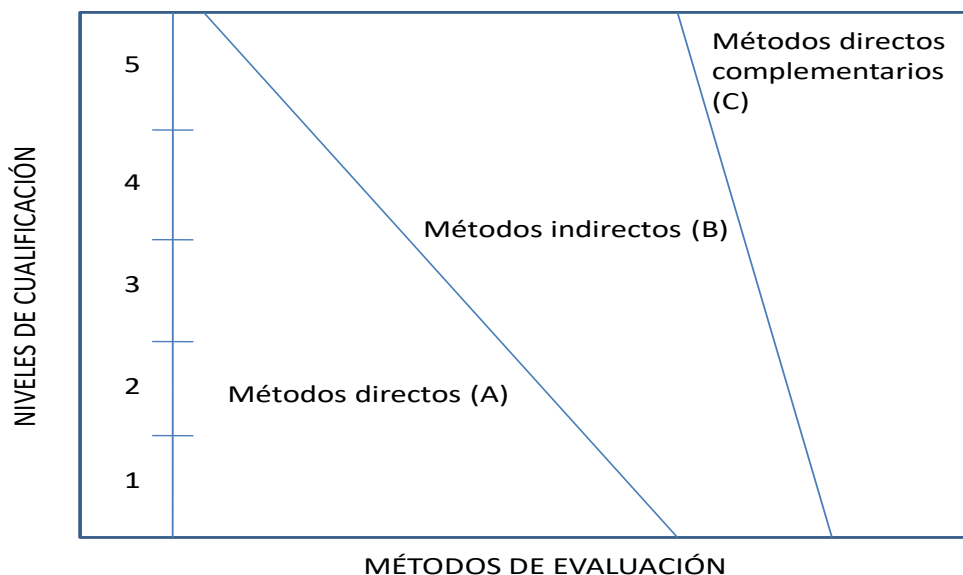 NIVELES DE CUALIFICACIÓN
5
4
3
2
1
Métodos directos
complementarios
(C)
Métodos indirectos (B)
Métodos directos (A)
MÉTODOS DE EVALUACIÓN